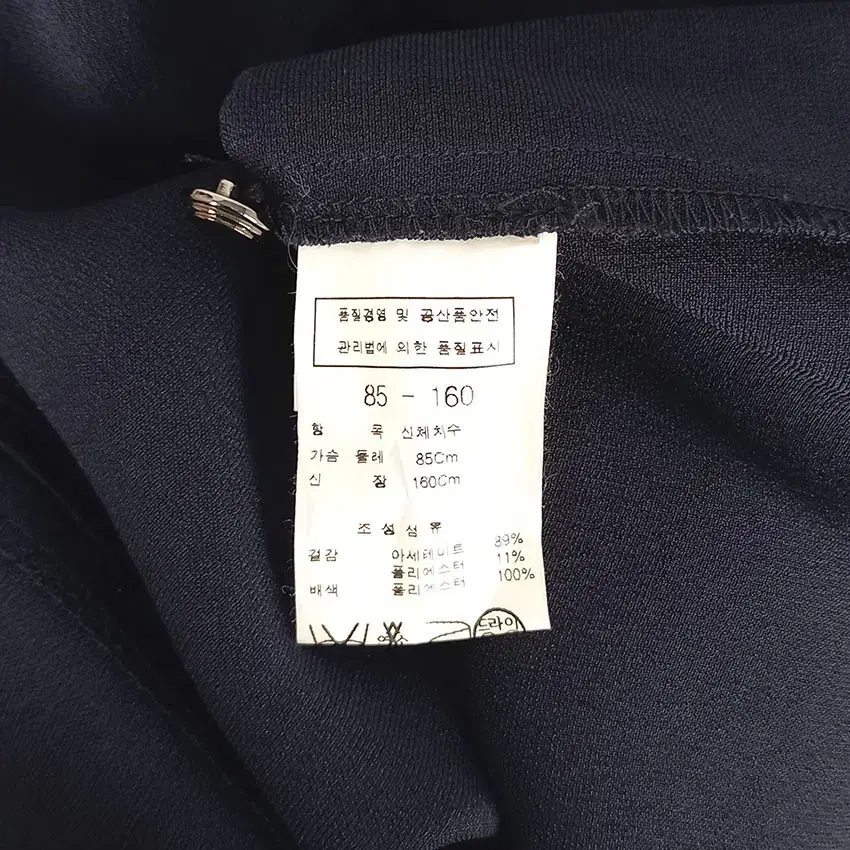 품질경영 및 공산품안전
관리법에 의한 품질표시
85 - 160
항 목 신체치수
가슴 둘레 85Cm
신 장 160Cm
조성섬유
겉감 아세테이트 89%
폴리에스터 11%
배색 폴리에스터 100%
드라이